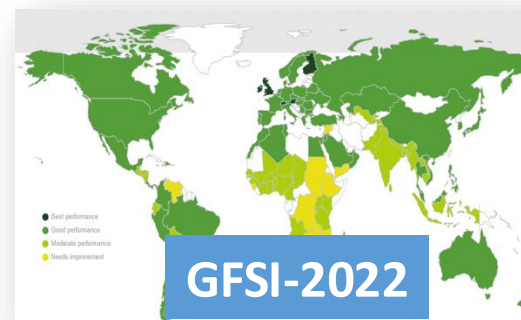 Best performance
Good performance
Moderate performance
Needs improvement
GFSI-2022